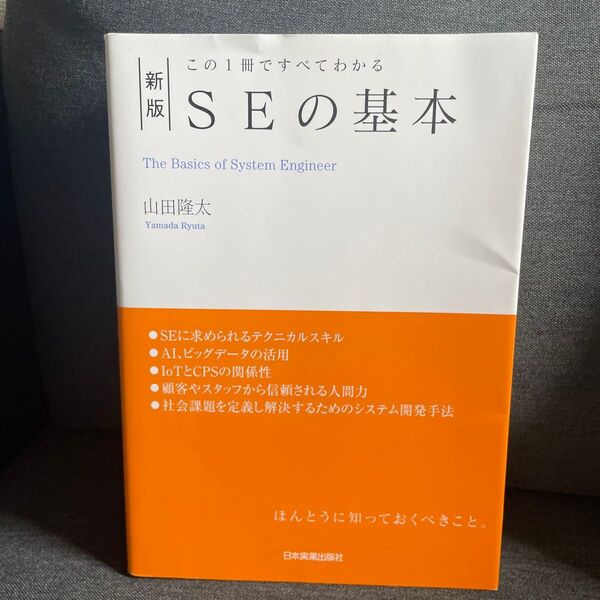 この1冊ですべてわかる
新版
SEの基本
The Basics of System Engineer
山田隆太
Yamada Ryuta
●SEに求められるテクニカルスキル
●AI、ビッグデータの活用
●IoTとCPSの関係性
●顧客やスタッフから信頼される人間力
●社会課題を定義し解決するためのシステム開発手法
ほんとうに知っておくべきこと。
日本実業出版社